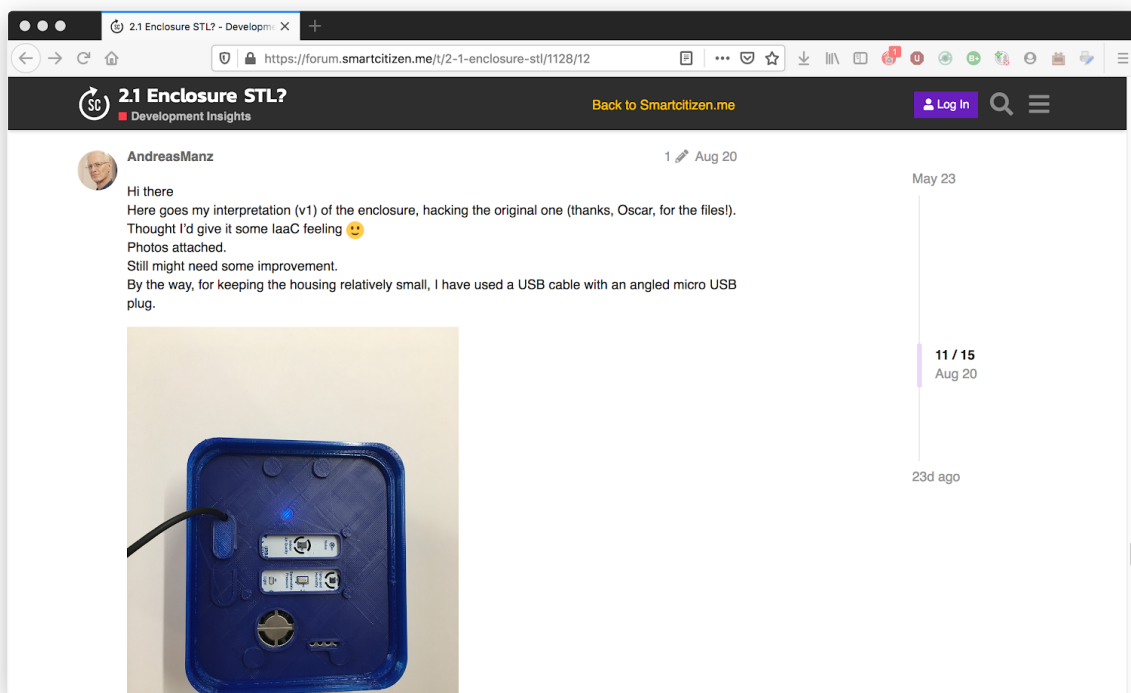 2.1 Enclosure STL? - Developme
https://forum.smartcitizen.me/t/2-1-enclosure-stl/1128/12
1
SC
2.1 Enclosure STL?
Development Insights
Back to Smartcitizen.me
Log In
AndreasManz
1 Aug 20
Hi there
Here goes my interpretation (v1) of the enclosure, hacking the original one (thanks, Oscar, for the files!).
Thought I'd give it some IaaC feeling
Photos attached.
Still might need some improvement.
By the way, for keeping the housing relatively small, I have used a USB cable with an angled micro USB
plug.
May 23
11 / 15
Aug 20
23d ago